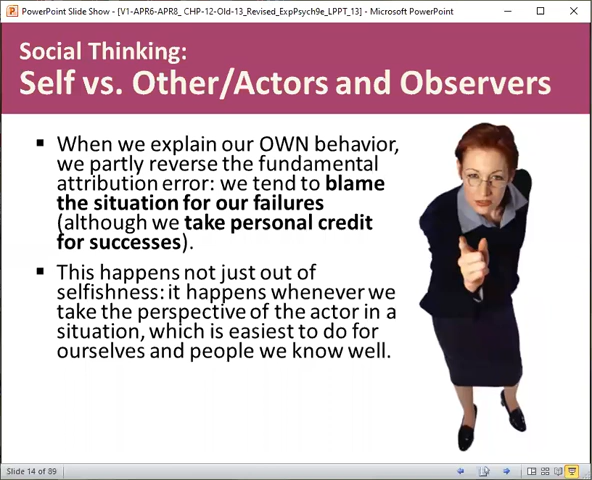 PowerPoint Slide Show - [V1-APR6-APR8_ CHP-12-Old-13_Revised_ExpPsych9e_LPPT_13] - Microsoft PowerPoint
Social Thinking:
Self vs. Other/Actors and Observers
▪ When we explain our OWN behavior,
we partly reverse the fundamental
attribution error: we tend to blame
the situation for our failures
(although we take personal credit
for successes).
▪ This happens not just out of
selfishness: it happens whenever we
take the perspective of the actor in a
situation, which is easiest to do for
ourselves and people we know well.
Slide 14 of 89